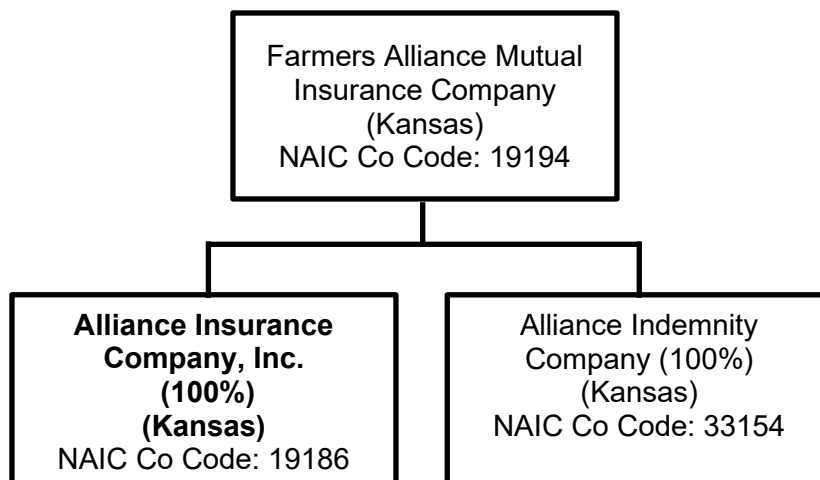 Farmers Alliance Mutual
Insurance Company
(Kansas)
NAIC Co Code: 19194
Alliance Insurance
Company, Inc.
(100%)
(Kansas)
NAIC Co Code: 19186
Alliance Indemnity
Company (100%)
(Kansas)
NAIC Co Code: 33154